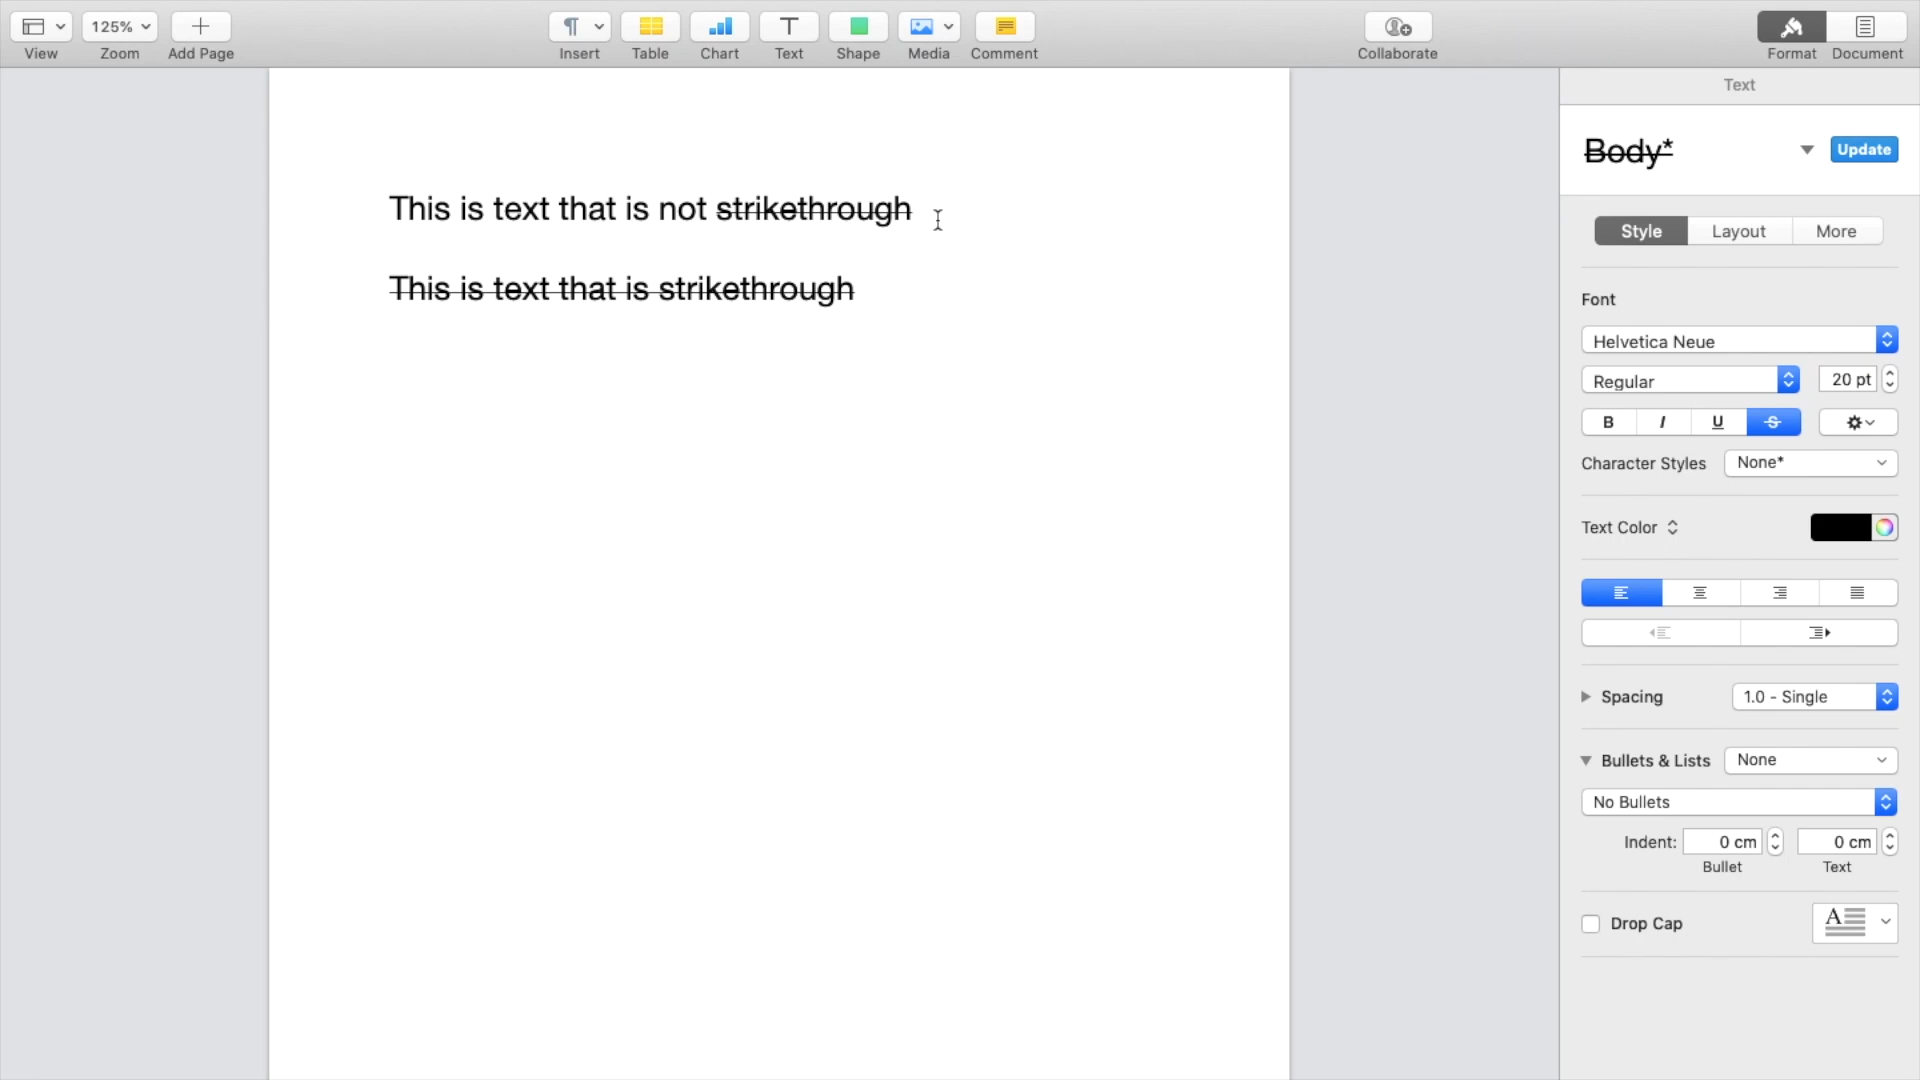 View
125%
Zoom
Add Page
Insert
Table
Chart
T
Text
Shape
Media
Comment
Collaborate
Format
Document
This is text that is not strikethrough
This is text that is strikethrough
Text
Body*
Update
Style
Layout
More
Font
Helvetica Neue
Regular
20 pt
B
I
U
S
Character Styles
None*
Text Color
Spacing
1.0 - Single
Bullets & Lists
None
No Bullets
Indent:
0 cm
0 cm
Bullet
Text
Drop Cap
A